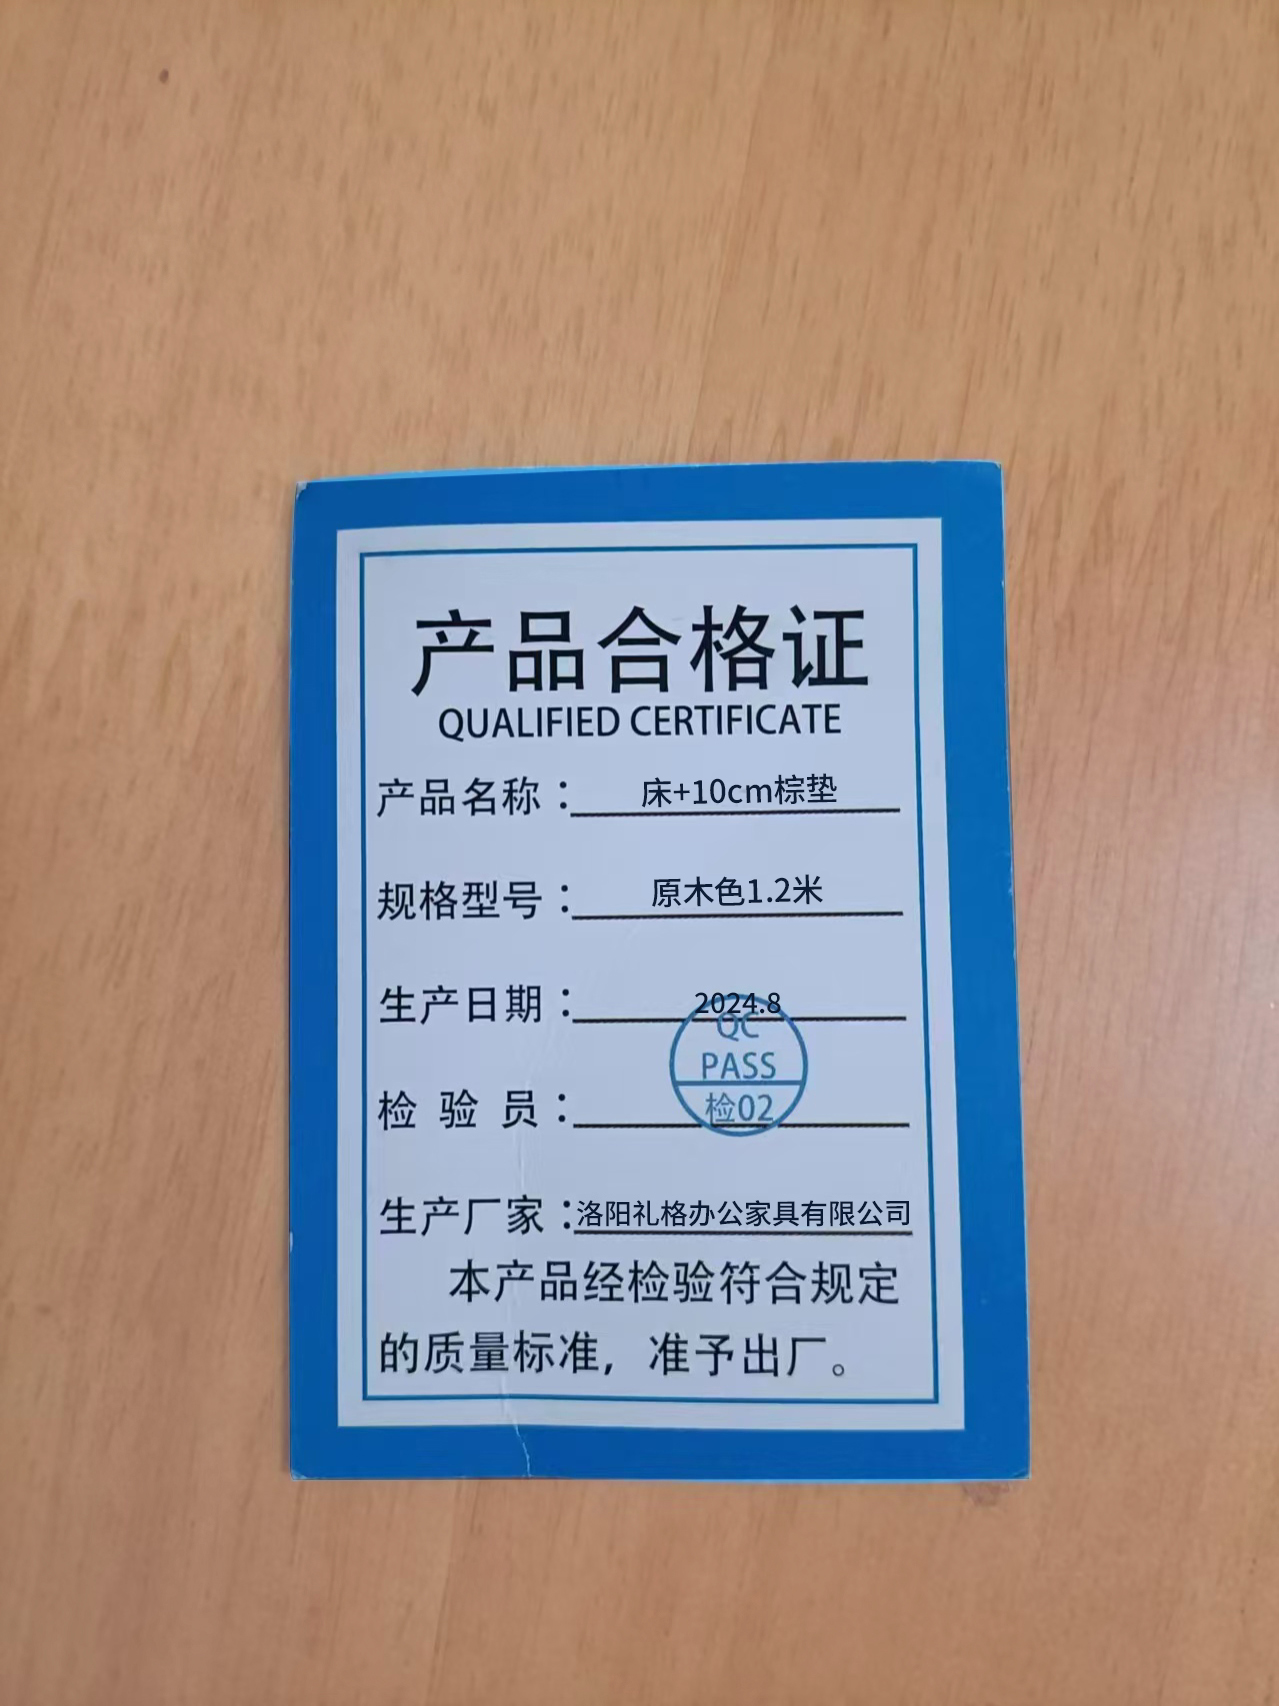 产品合格证
QUALIFIED CERTIFICATE
产品名称：床+10cm棕垫
规格型号：原木色1.2米
生产日期：2024.8
QC
PASS
检验员：检02
生产厂家：洛阳礼格办公家具有限公司
本产品经检验符合规定
的质量标准，准予出厂。